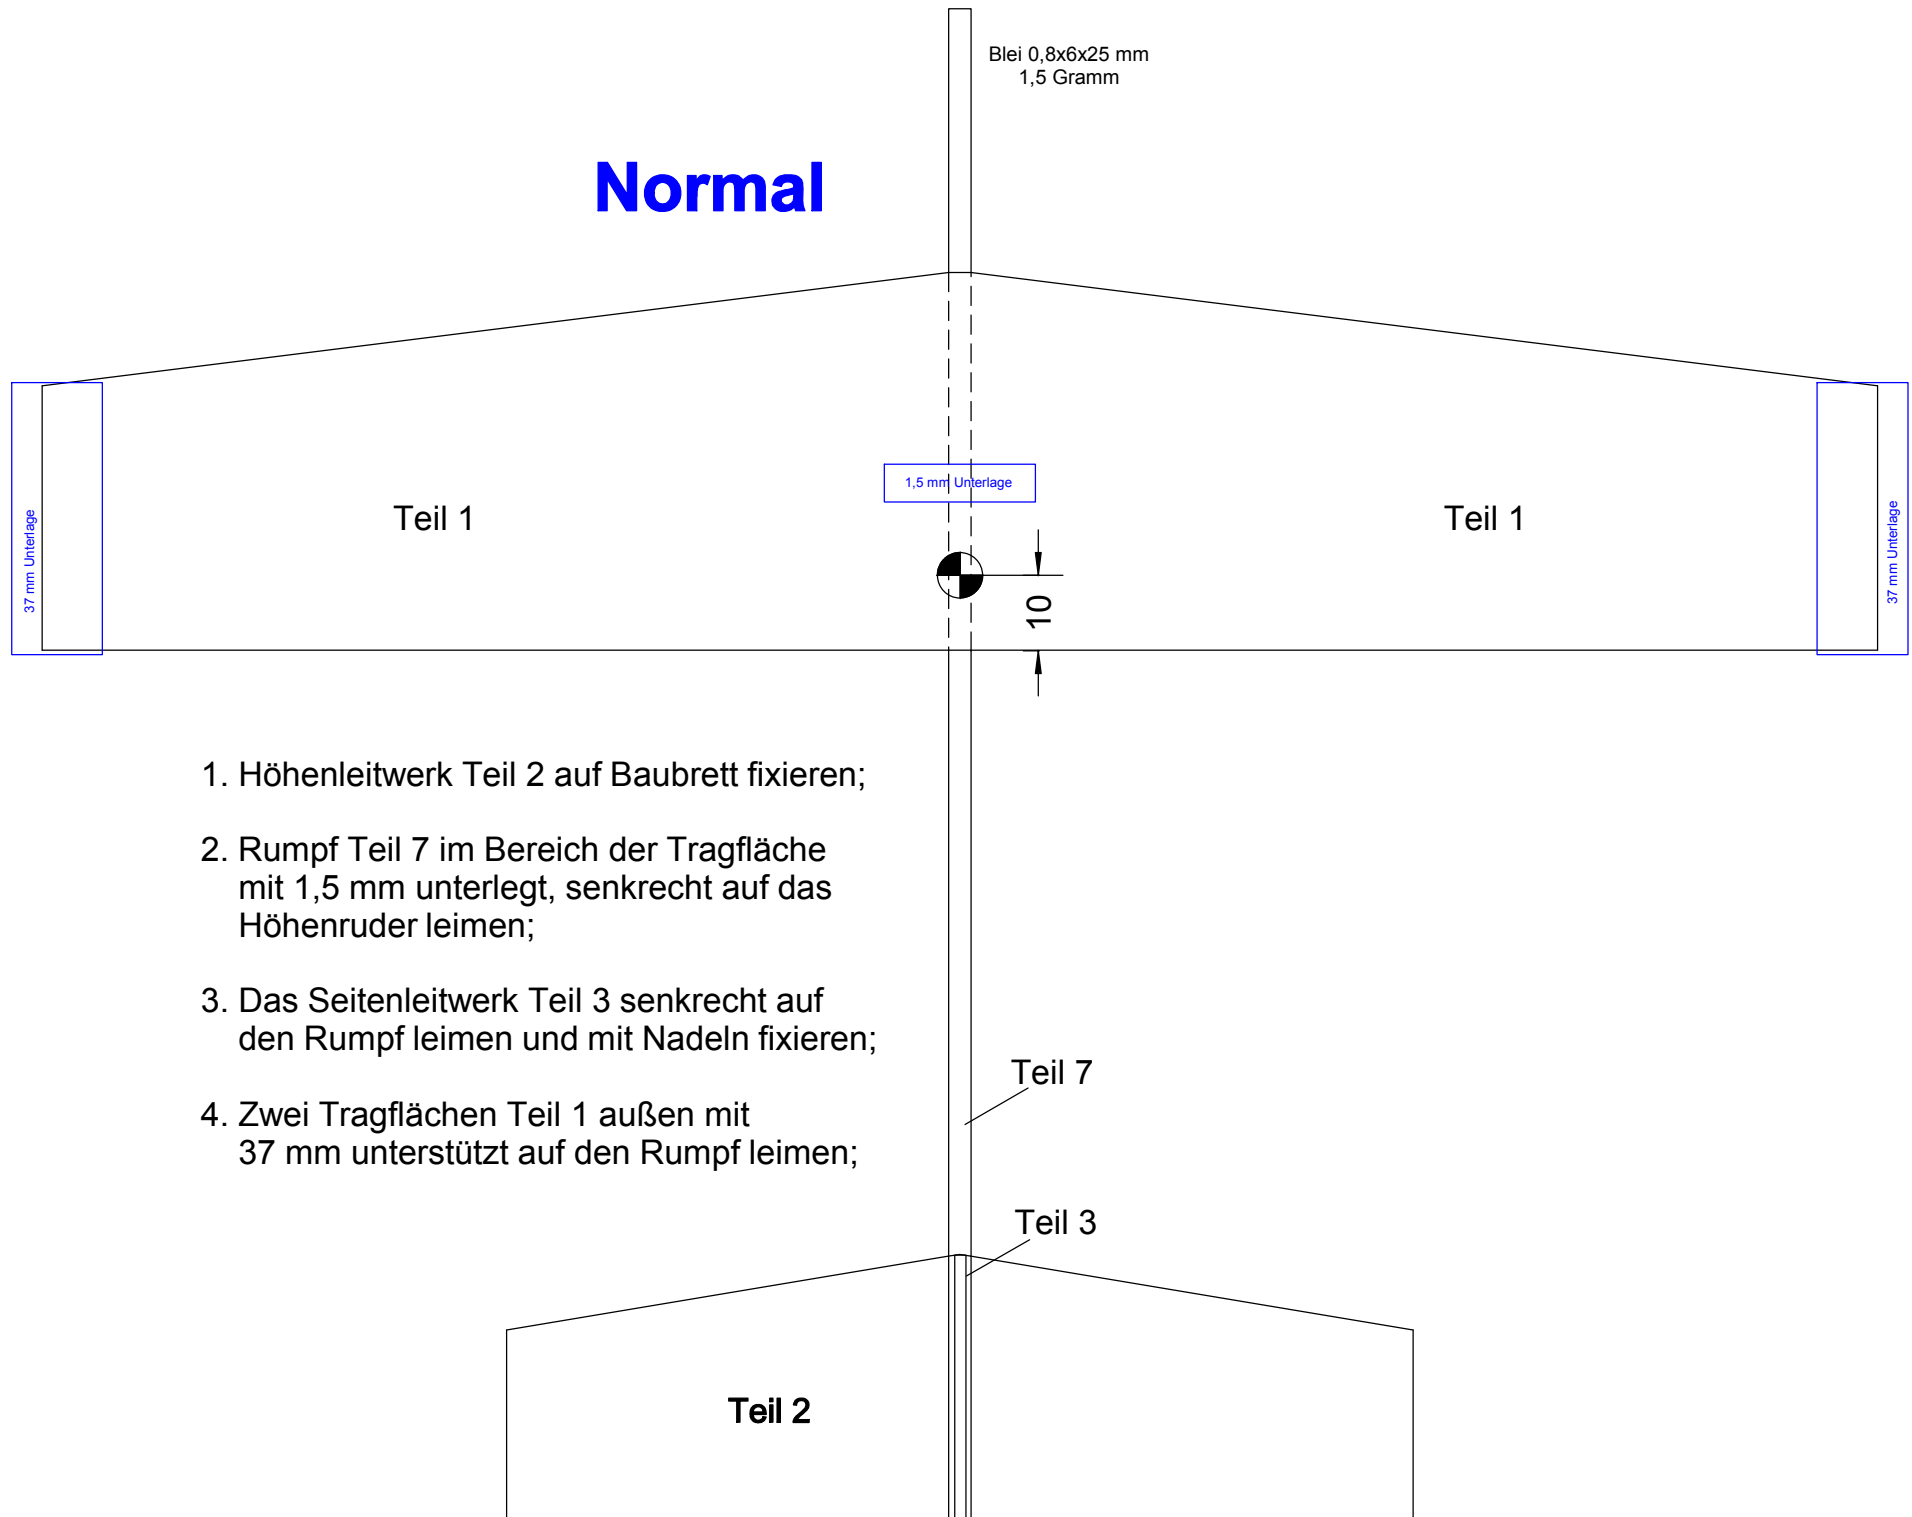 Blei 0,8x6x25 mm
1,5 Gramm
Normal
1,5 mm Unterlage
Teil 1
Teil 1
37 mm Unterlage
37 mm Unterlage
10
1. Höhenleitwerk Teil 2 auf Baubrett fixieren;
2. Rumpf Teil 7 im Bereich der Tragfläche
mit 1,5 mm unterlegt, senkrecht auf das
Höhenruder leimen;
3. Das Seitenleitwerk Teil 3 senkrecht auf
den Rumpf leimen und mit Nadeln fixieren;
4. Zwei Tragflächen Teil 1 außen mit
37 mm unterstützt auf den Rumpf leimen;
Teil 7
Teil 3
Teil 2